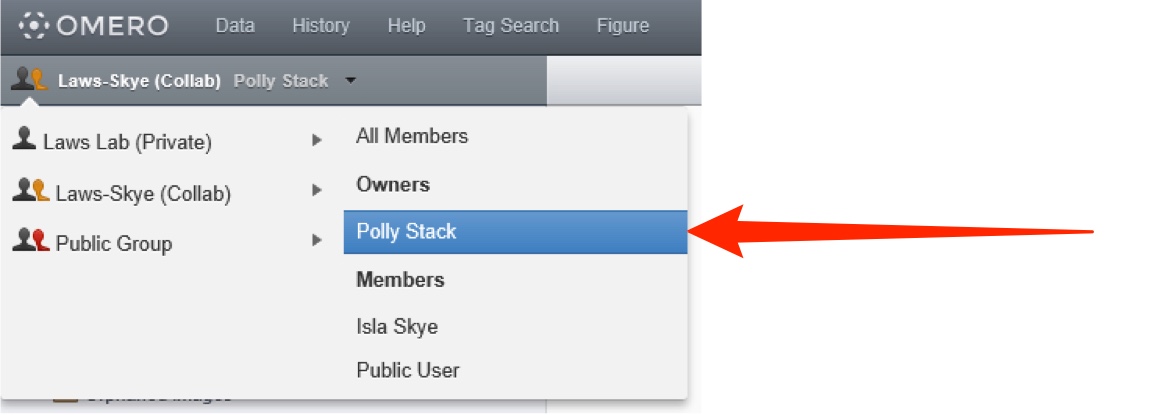 OMERO Data History Help Tag Search Figure
Laws-Skye (Collab) Polly Stack
Laws Lab (Private)
Laws-Skye (Collab)
Public Group
All Members
Owners
Polly Stack
Members
Isla Skye
Public User